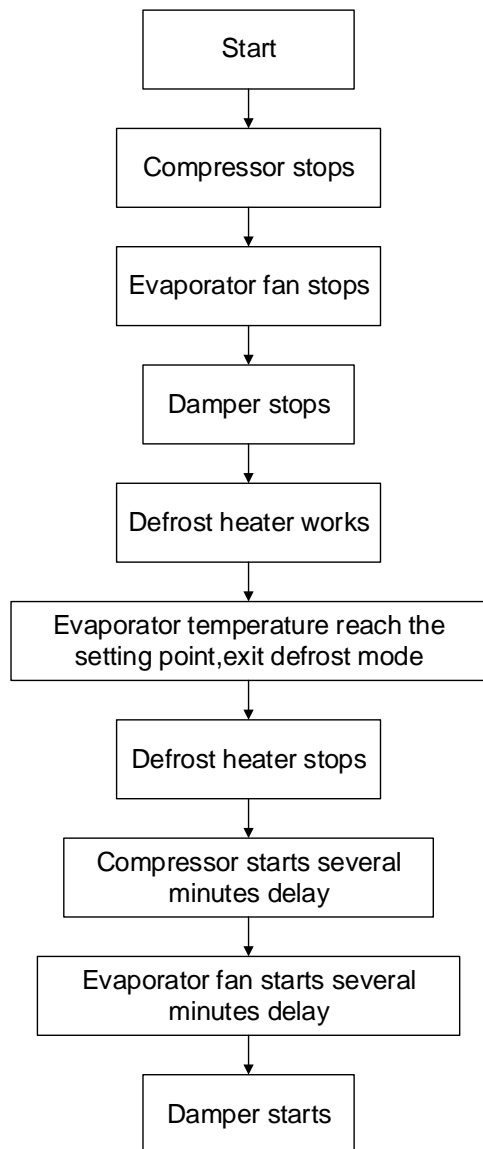 Start
Compressor stops
Evaporator fan stops
Damper stops
Defrost heater works
Evaporator temperature reach the
setting point,exit defrost mode
Defrost heater stops
Compressor starts several
minutes delay
Evaporator fan starts several
minutes delay
Damper starts